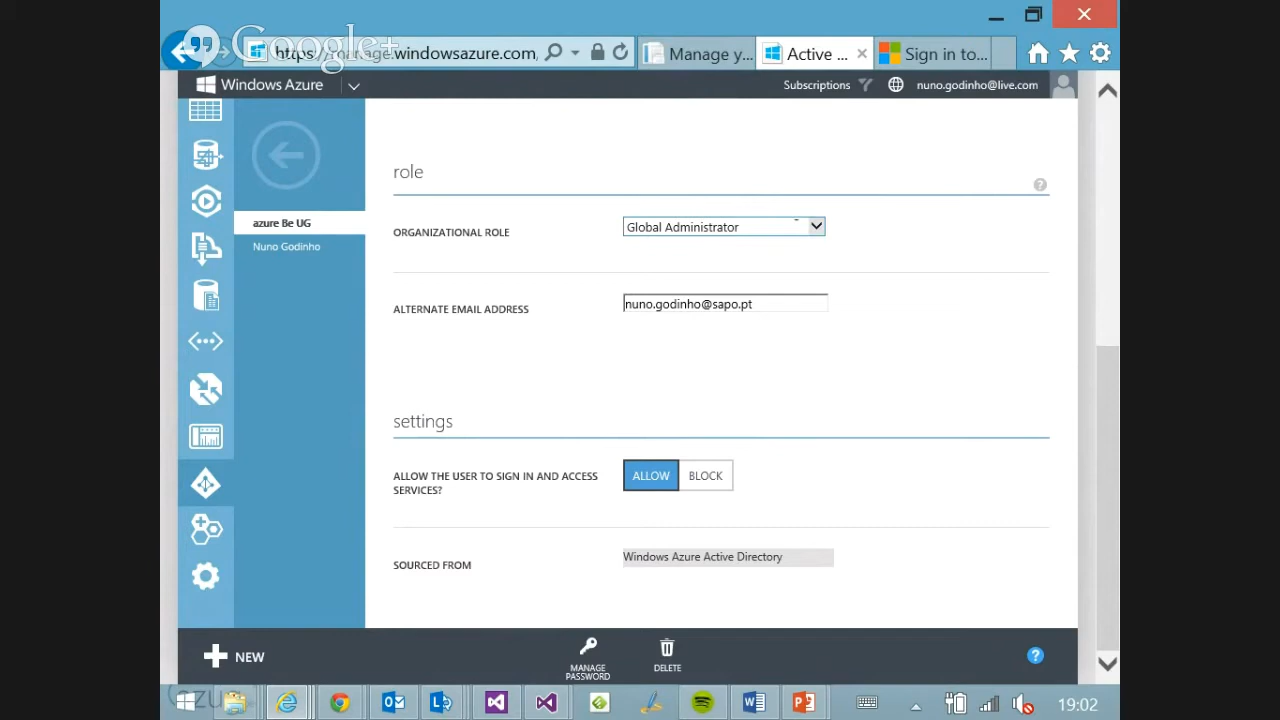 Google+
https://manage.windowsazure.com,
Manage y...
Active ...
Sign in to...
Windows Azure
Subscriptions
nuno.godinho@live.com
azure Be UG
Nuno Godinho
role
ORGANIZATIONAL ROLE
Global Administrator
ALTERNATE EMAIL ADDRESS
nuno.godinho@sapo.pt
settings
ALLOW THE USER TO SIGN IN AND ACCESS
SERVICES?
ALLOW
BLOCK
SOURCED FROM
Windows Azure Active Directory
NEW
MANAGE
PASSWORD
DELETE
19:02